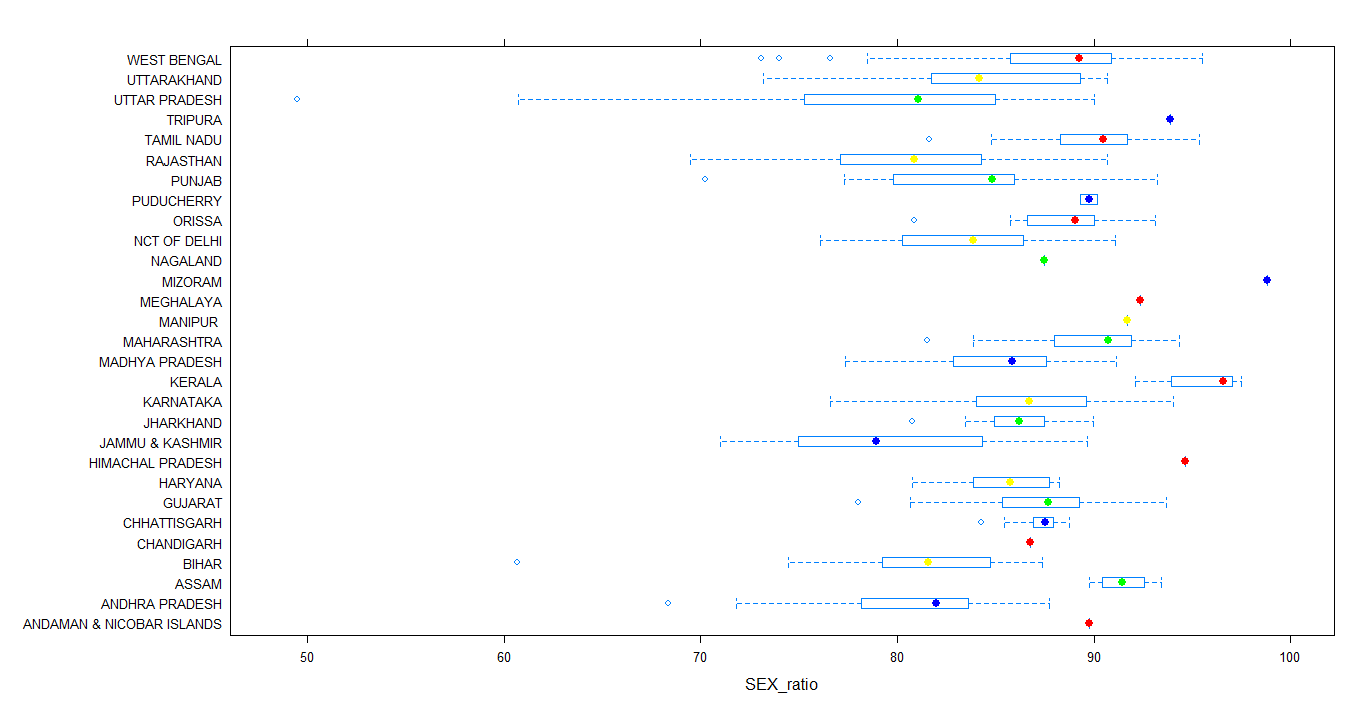 WEST BENGAL
UTTARAKHAND
UTTAR PRADESH
TRIPURA
TAMIL NADU
RAJASTHAN
PUNJAB
PUDUCHERRY
ORISSA
NCT OF DELHI
NAGALAND
MIZORAM
MEGHALAYA
MANIPUR
MAHARASHTRA
MADHYA PRADESH
KERALA
KARNATAKA
JHARKHAND
JAMMU & KASHMIR
HIMACHAL PRADESH
HARYANA
GUJARAT
CHHATTISGARH
CHANDIGARH
BIHAR
ASSAM
ANDHRA PRADESH
ANDAMAN & NICOBAR ISLANDS
50 60 70 80 90 100
SEX_ratio